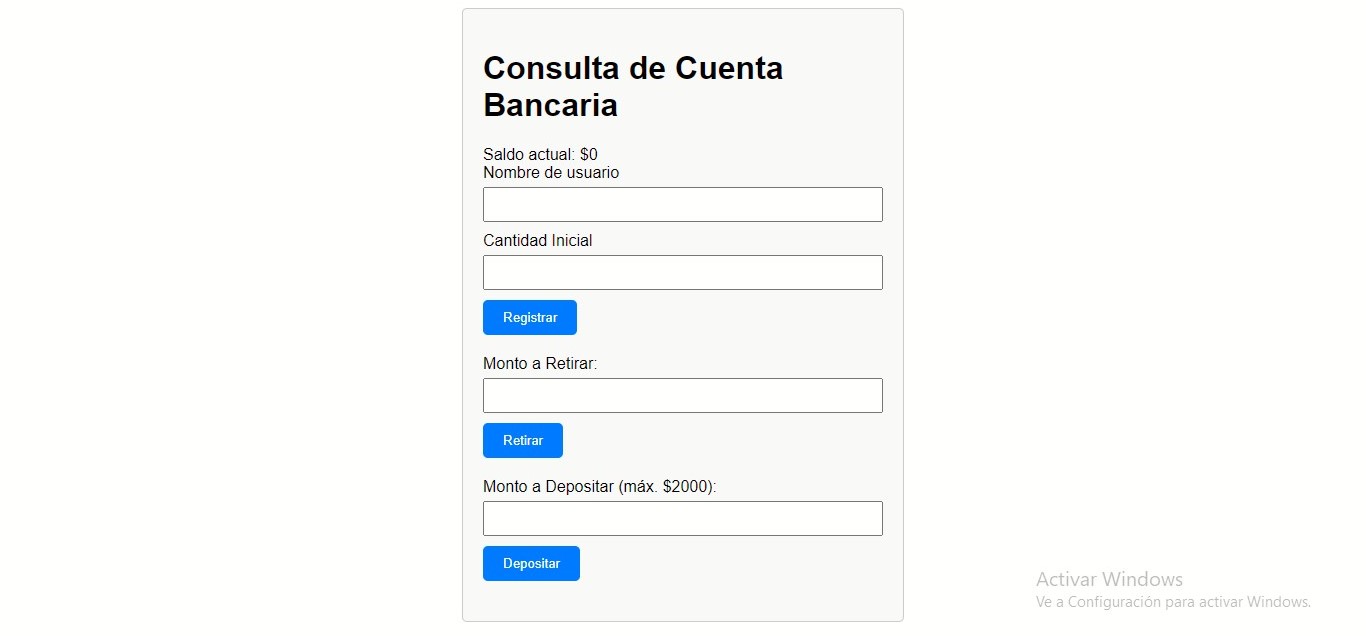 Consulta de Cuenta
Bancaria
Saldo actual: $0
Nombre de usuario
Cantidad Inicial
Registrar
Monto a Retirar:
Retirar
Monto a Depositar (máx. $2000):
Depositar
Activar Windows
Ve a Configuración para activar Windows.